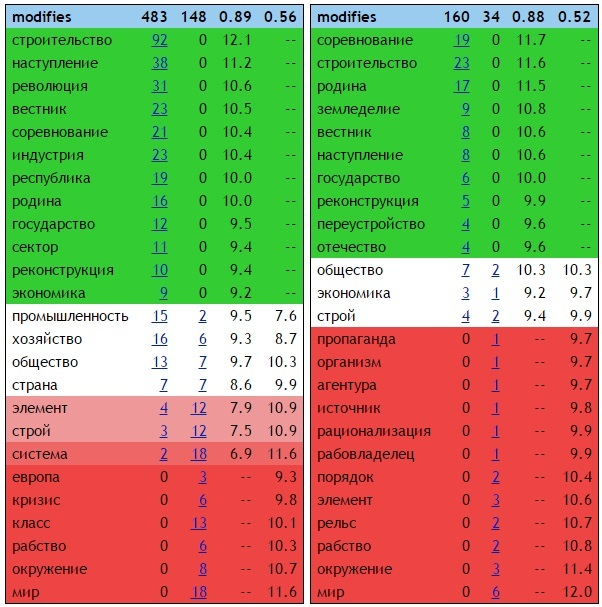 modifies 483 148 0.89 0.56
строительство 92 0 12.1 --
наступление 38 0 11.2 --
революция 31 0 10.6 --
вестник 23 0 10.5 --
соревнование 21 0 10.4 --
индустрия 23 0 10.4 --
республика 19 0 10.0 --
родина 16 0 10.0 --
государство 12 0 9.5 --
сектор 11 0 9.4 --
реконструкция 10 0 9.4 --
экономика 9 0 9.2 --
промышленность 15 2 9.5 7.6
хозяйство 16 6 9.3 8.7
общество 13 7 9.7 10.3
страна 7 7 8.6 9.9
элемент 4 12 7.9 10.9
строй 3 12 7.5 10.9
система 2 18 6.9 11.6
европа 0 3 -- 9.3
кризис 0 6 -- 9.8
класс 0 13 -- 10.1
рабство 0 6 -- 10.3
окружение 0 8 -- 10.7
мир 0 18 -- 11.6
modifies 160 34 0.88 0.52
соревнование 19 0 11.7 --
строительство 23 0 11.6 --
родина 17 0 11.5 --
земледелие 9 0 10.8 --
вестник 8 0 10.6 --
наступление 8 0 10.6 --
государство 6 0 10.0 --
реконструкция 5 0 9.9 --
переустройство 4 0 9.6 --
отечество 4 0 9.6 --
общество 7 2 10.3 10.3
экономика 3 1 9.2 9.7
строй 4 2 9.4 9.9
пропаганда 0 1 -- 9.7
организм 0 1 -- 9.7
агентура 0 1 -- 9.7
источник 0 1 -- 9.8
рационализация 0 1 -- 9.9
рабовладелец 0 1 -- 9.9
порядок 0 2 -- 10.4
элемент 0 3 -- 10.6
рельс 0 2 -- 10.7
рабство 0 2 -- 10.8
окружение 0 3 -- 11.4
мир 0 6 -- 12.0